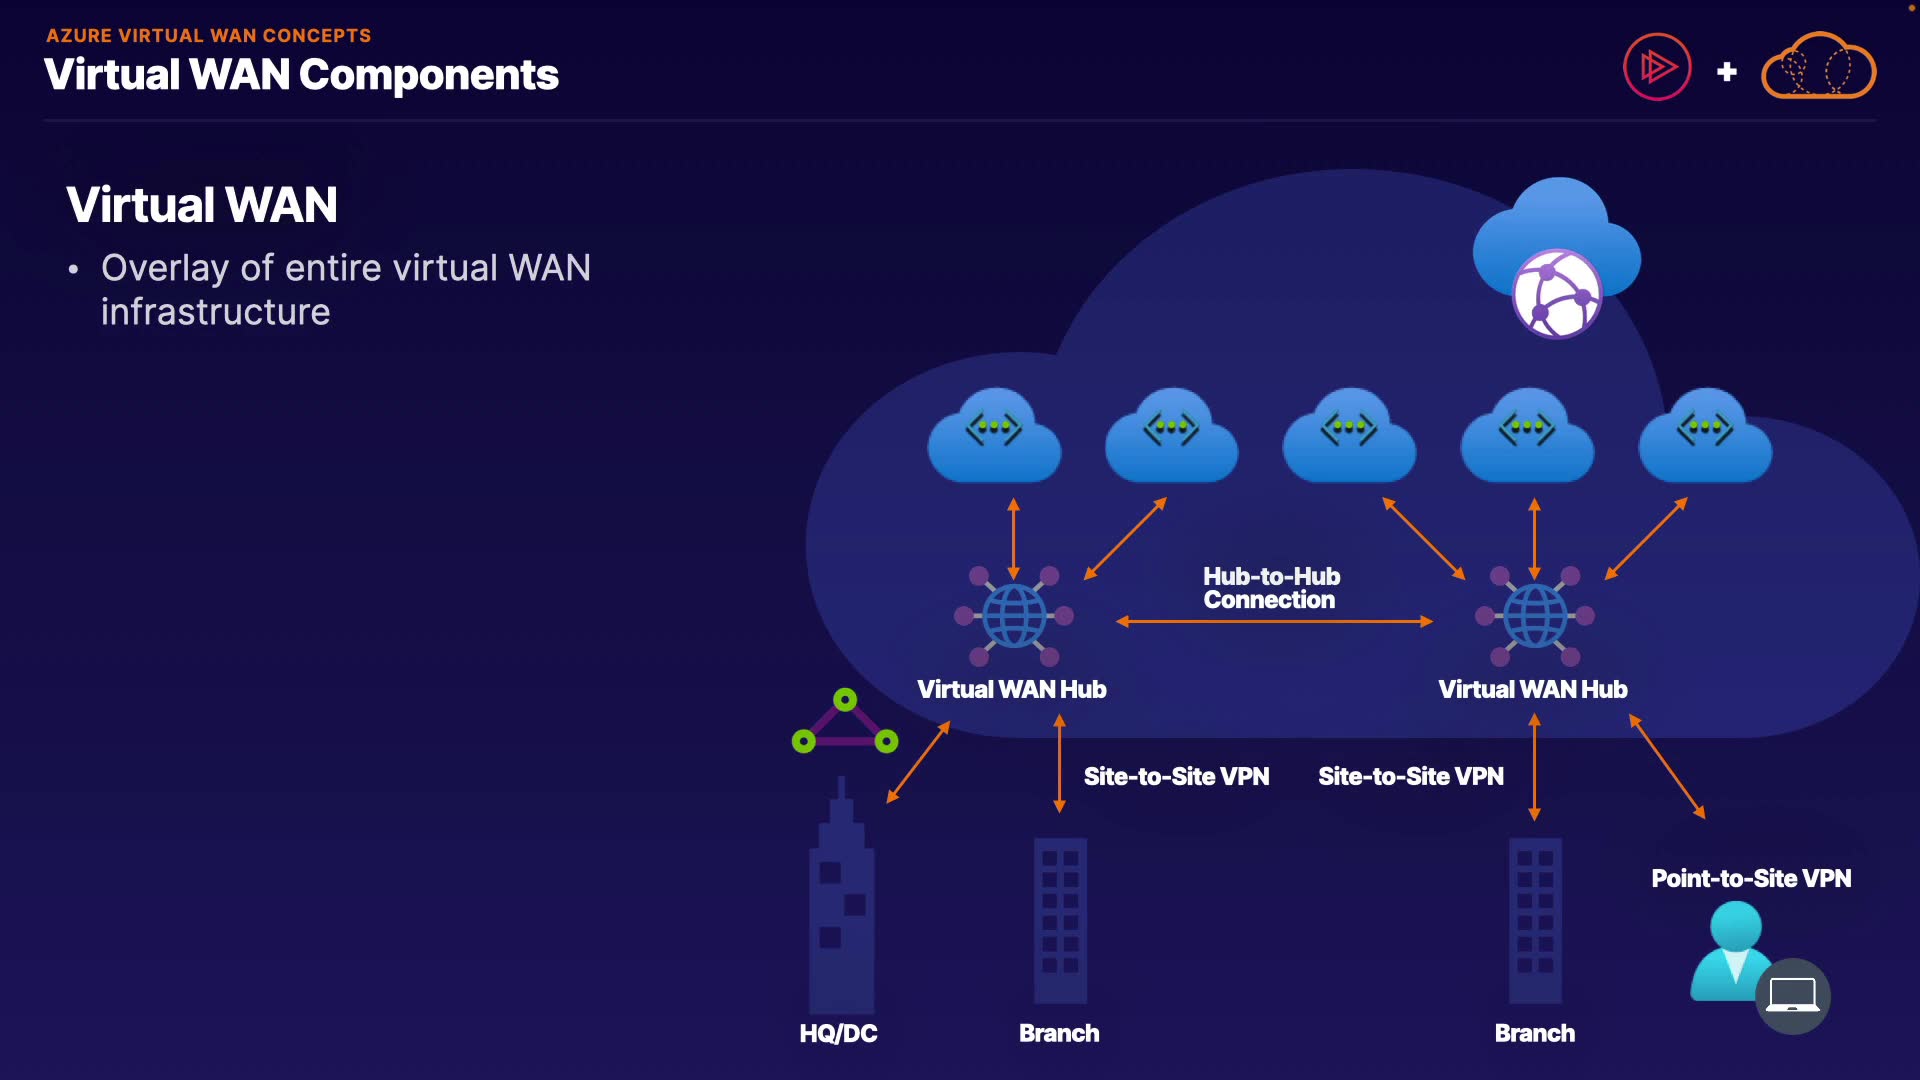 AZURE VIRTUAL WAN CONCEPTS
Virtual WAN Components
Virtual WAN
• Overlay of entire virtual WAN
infrastructure
Hub-to-Hub
Connection
Virtual WAN Hub
Virtual WAN Hub
Site-to-Site VPN
Site-to-Site VPN
Point-to-Site VPN
HQ/DC
Branch
Branch